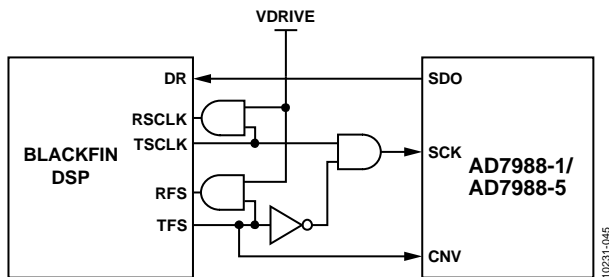 VDRIVE
DR
SDO
RSCLK
TSCLK
SCK
BLACKFIN
DSP
AD7988-1/
AD7988-5
RFS
TFS
CNV
10231-045